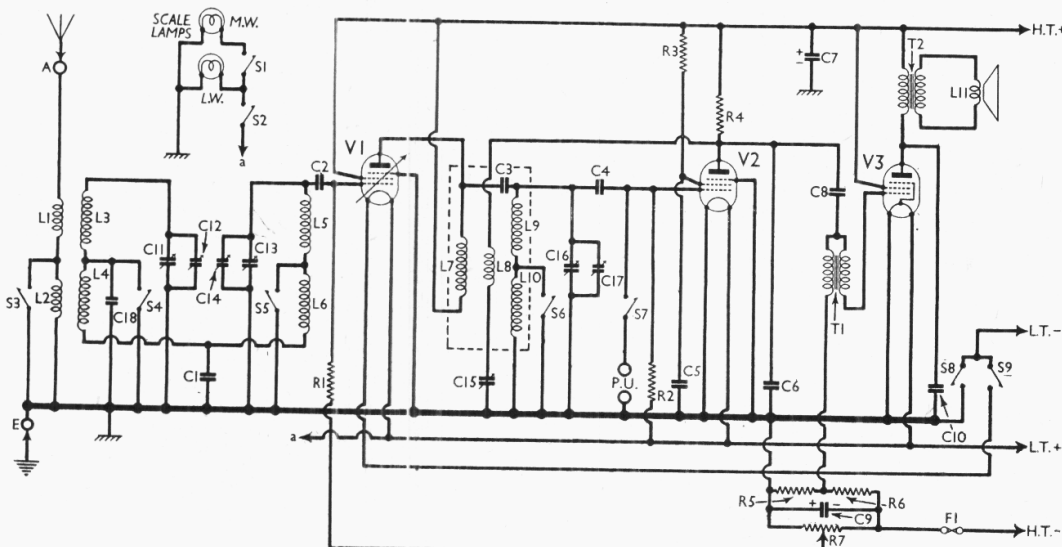 SCALE M.W.
LAMPS
S1
L.W.
S2
a
A
H.T.+
R3
C7
+
−
T2
L11
R4
V1
V2
V3
C2
C3
C4
C8
L1
L3
C11
C12
C13
C14
L5
L9
L7
L8
L10
C16
C17
L4
S3
L2
C18
S4
S5
L6
S6
S7
T1
L.T.−
S8
S9
C1
R1
C15
P.U.
R2
C5
C6
C10
E
a
L.T.+
R5
R6
+
−
C9
F1
R7
H.T.−